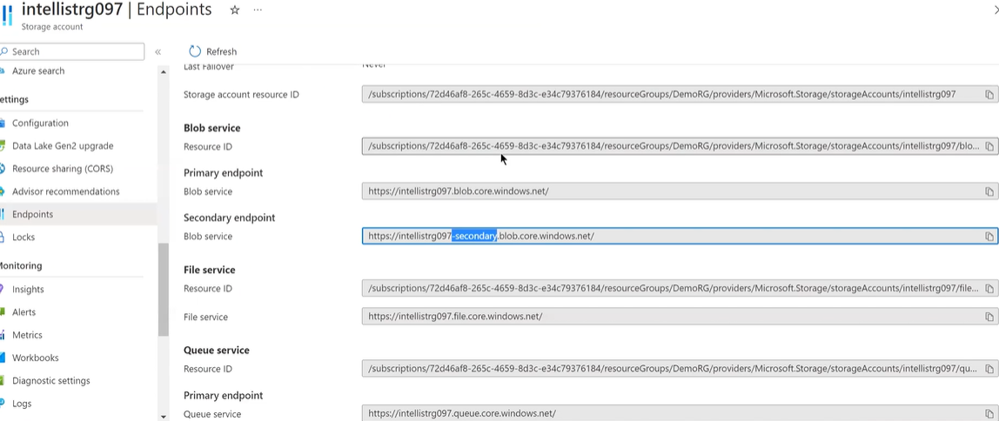 intellistrg097 | Endpoints ☆ ...
Storage account
Search
«
Refresh
Azure search
ettings
Configuration
Data Lake Gen2 upgrade
Resource sharing (CORS)
Advisor recommendations
Endpoints
Locks
Monitoring
Insights
Alerts
Metrics
Workbooks
Diagnostic settings
Logs
Last Failover Never
Storage account resource ID /subscriptions/72d46af8-265c-4659-8d3c-e34c79376184/resourceGroups/DemoRG/providers/Microsoft.Storage/storageAccounts/intellistrg097
Blob service
Resource ID /subscriptions/72d46af8-265c-4659-8d3c-e34c79376184/resourceGroups/DemoRG/providers/Microsoft.Storage/storageAccounts/intellistrg097/blo...
Primary endpoint
Blob service https://intellistrg097.blob.core.windows.net/
Secondary endpoint
Blob service https://intellistrg097-secondary.blob.core.windows.net/
File service
Resource ID /subscriptions/72d46af8-265c-4659-8d3c-e34c79376184/resourceGroups/DemoRG/providers/Microsoft.Storage/storageAccounts/intellistrg097/file...
File service https://intellistrg097.file.core.windows.net/
Queue service
Resource ID /subscriptions/72d46af8-265c-4659-8d3c-e34c79376184/resourceGroups/DemoRG/providers/Microsoft.Storage/storageAccounts/intellistrg097/qu...
Primary endpoint
Queue service https://intellistrg097.queue.core.windows.net/